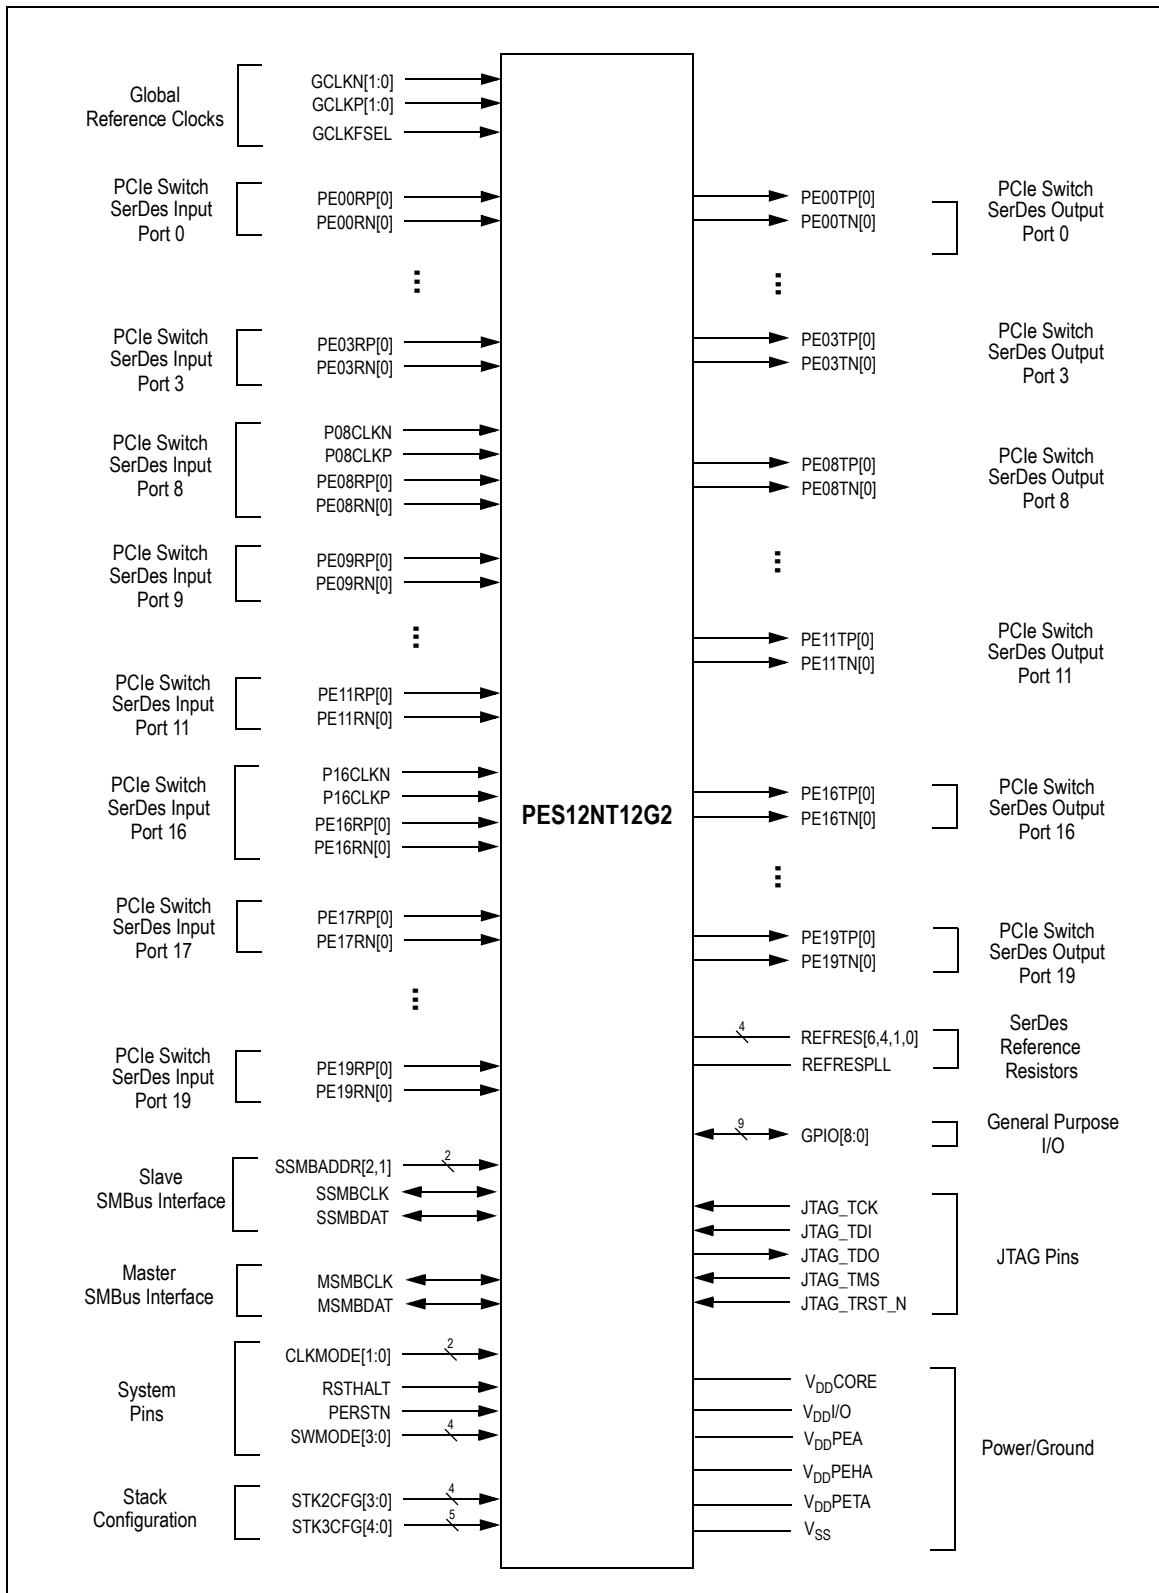 Global
Reference Clocks
GCLKN[1:0]
GCLKP[1:0]
GCLKFSEL
PCIe Switch
SerDes Input
Port 0
PE00RP[0]
PE00RN[0]
...
PCIe Switch
SerDes Input
Port 3
PE03RP[0]
PE03RN[0]
PCIe Switch
SerDes Input
Port 8
P08CLKN
P08CLKP
PE08RP[0]
PE08RN[0]
PCIe Switch
SerDes Input
Port 9
PE09RP[0]
PE09RN[0]
...
PCIe Switch
SerDes Input
Port 11
PE11RP[0]
PE11RN[0]
PCIe Switch
SerDes Input
Port 16
P16CLKN
P16CLKP
PE16RP[0]
PE16RN[0]
PCIe Switch
SerDes Input
Port 17
PE17RP[0]
PE17RN[0]
...
PCIe Switch
SerDes Input
Port 19
PE19RP[0]
PE19RN[0]
Slave
SMBus Interface
SSMBADDR[2,1]
2
SSMBCLK
SSMBDAT
Master
SMBus Interface
MSMBCLK
MSMBDAT
System
Pins
CLKMODE[1:0]
2
RSTHALT
PERSTN
SWMODE[3:0]
4
Stack
Configuration
STK2CFG[3:0]
4
STK3CFG[4:0]
5
PES12NT12G2
PE00TP[0]
PE00TN[0]
PCIe Switch
SerDes Output
Port 0
...
PE03TP[0]
PE03TN[0]
PCIe Switch
SerDes Output
Port 3
PE08TP[0]
PE08TN[0]
PCIe Switch
SerDes Output
Port 8
...
PE11TP[0]
PE11TN[0]
PCIe Switch
SerDes Output
Port 11
PE16TP[0]
PE16TN[0]
PCIe Switch
SerDes Output
Port 16
...
PE19TP[0]
PE19TN[0]
PCIe Switch
SerDes Output
Port 19
4
REFRES[6,4,1,0]
REFRESPLL
SerDes
Reference
Resistors
9
GPIO[8:0]
General Purpose
I/O
JTAG_TCK
JTAG_TDI
JTAG_TDO
JTAG_TMS
JTAG_TRST_N
JTAG Pins
VDDCORE
VDDI/O
VDDPEA
VDDPEHA
VDDPETA
VSS
Power/Ground